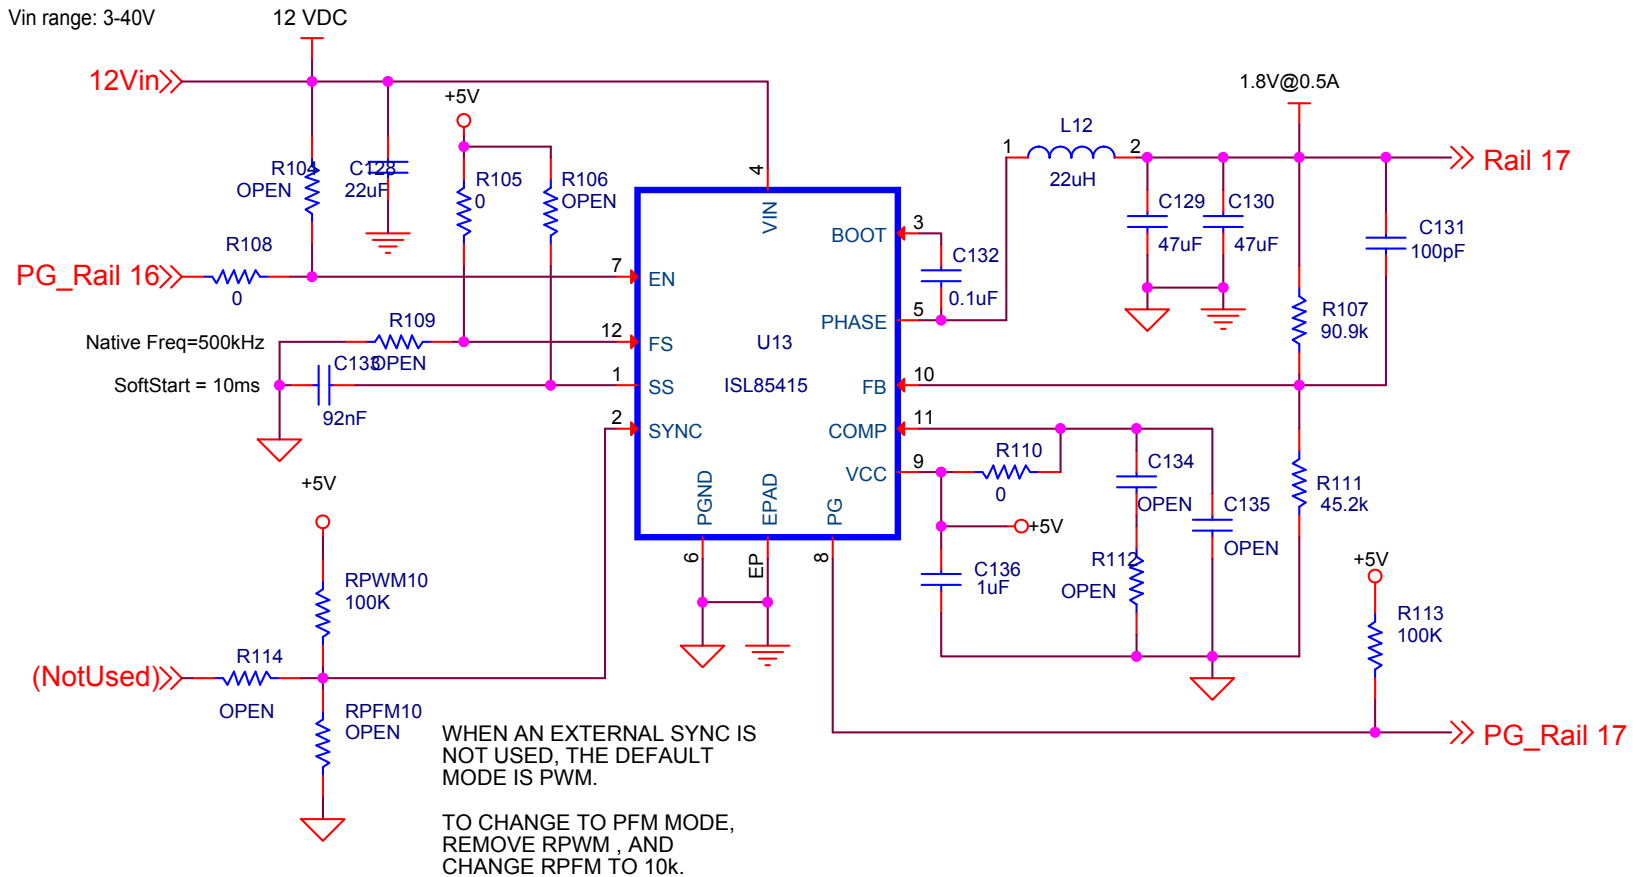 Vin range: 3-40V
12 VDC
12Vin
+5V
1.8V@0.5A
L12
1
2
22uH
Rail 17
R104
OPEN
C128
22uF
R105
0
R106
OPEN
4
VIN
BOOT
3
C132
0.1uF
C129
47uF
C130
47uF
C131
100pF
R108
0
PG_Rail 16
7
EN
PHASE
5
R107
90.9k
R109
OPEN
Native Freq=500kHz
12
FS
U13
ISL85415
C133
92nF
SoftStart = 10ms
1
SS
FB
10
2
SYNC
COMP
11
VCC
9
R110
0
C134
OPEN
C135
OPEN
R111
45.2k
+5V
PGND
EPAD
PG
6
EP
8
+5V
C136
1uF
R112
OPEN
+5V
R113
100K
RPWM10
100K
(NotUsed)
R114
OPEN
RPFM10
OPEN
PG_Rail 17
WHEN AN EXTERNAL SYNC IS
NOT USED, THE DEFAULT
MODE IS PWM.
TO CHANGE TO PFM MODE,
REMOVE RPWM , AND
CHANGE RPFM TO 10k.